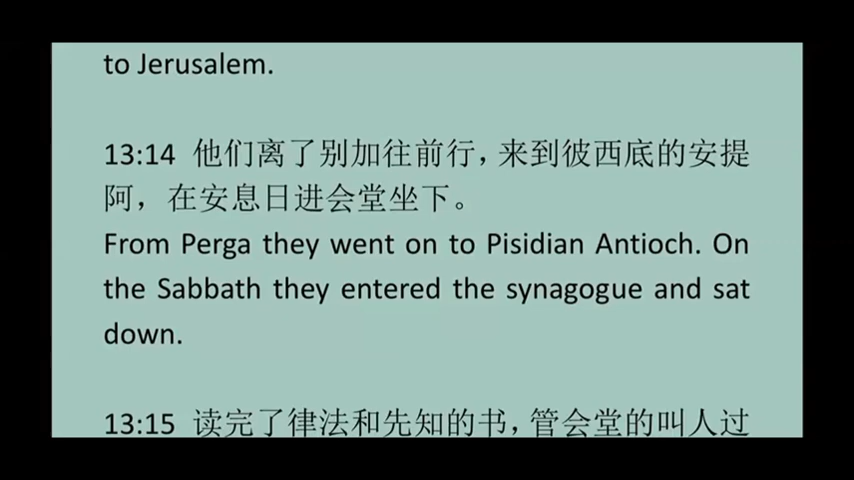 to Jerusalem.
13:14 他们离了别加往前行，来到彼西底的安提
阿，在安息日进会堂坐下。
From Perga they went on to Pisidian Antioch. On
the Sabbath they entered the synagogue and sat
down.
13:15 读完了律法和先知的书，管会堂的叫人过